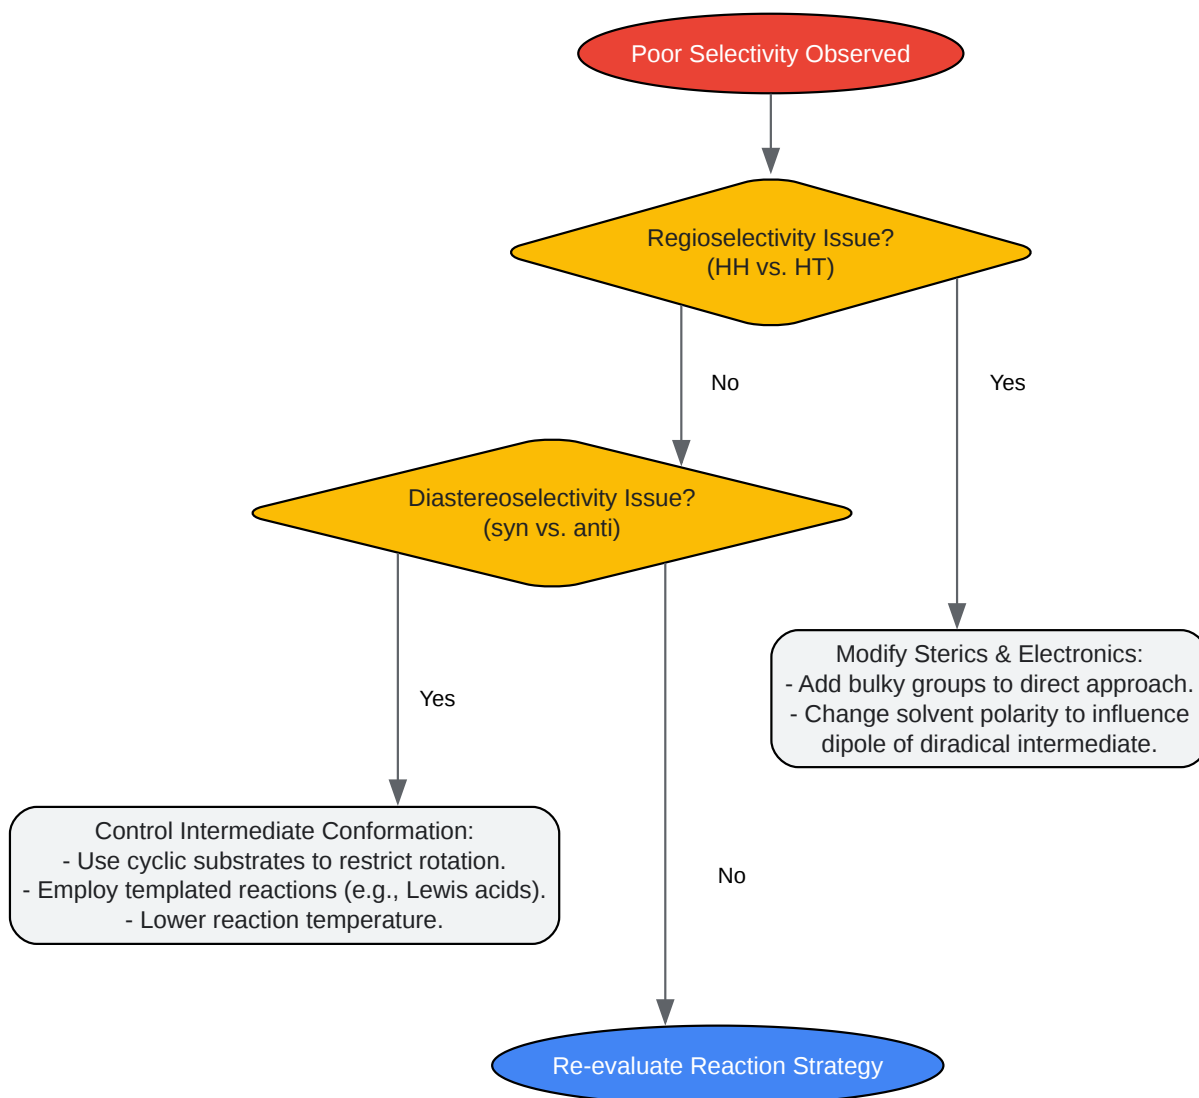 Poor Selectivity Observed
Regioselectivity Issue?
(HH vs. HT)
No
Yes
Diastereoselectivity Issue?
(syn vs. anti)
Modify Sterics & Electronics:
- Add bulky groups to direct approach.
- Change solvent polarity to influence
dipole of diradical intermediate.
Yes
Control Intermediate Conformation:
- Use cyclic substrates to restrict rotation.
- Employ templated reactions (e.g., Lewis acids).
- Lower reaction temperature.
No
Re-evaluate Reaction Strategy